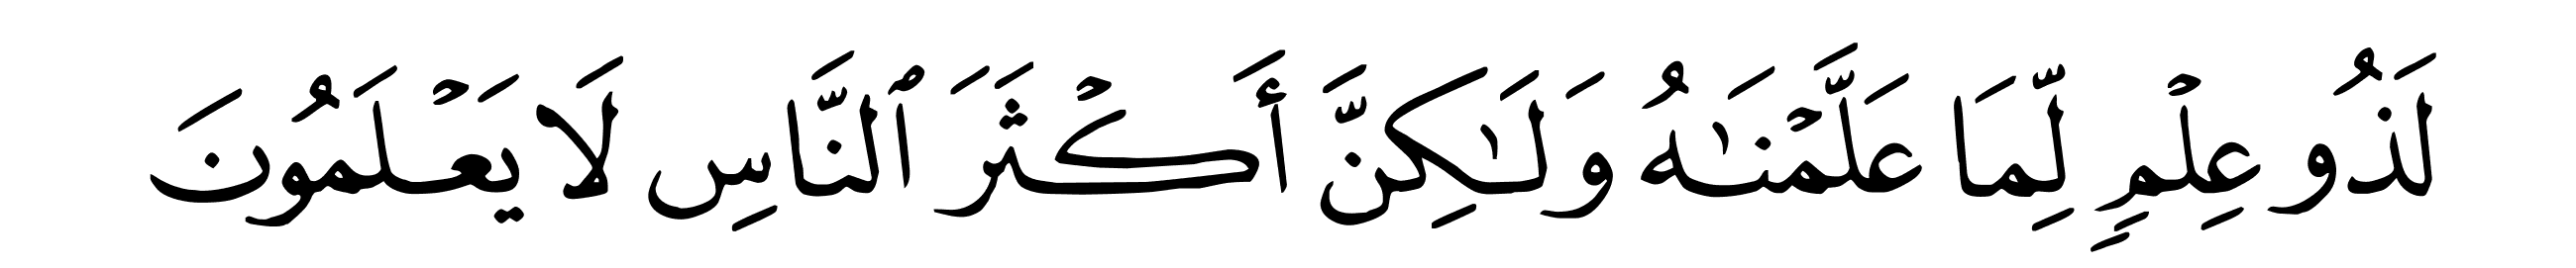 لَذُو عِلْمٍ لِّمَا عَلَّمْنَـٰهُ وَلَـٰكِنَّ أَكْثَرَ ٱلنَّاسِ لَا يَعْلَمُونَ